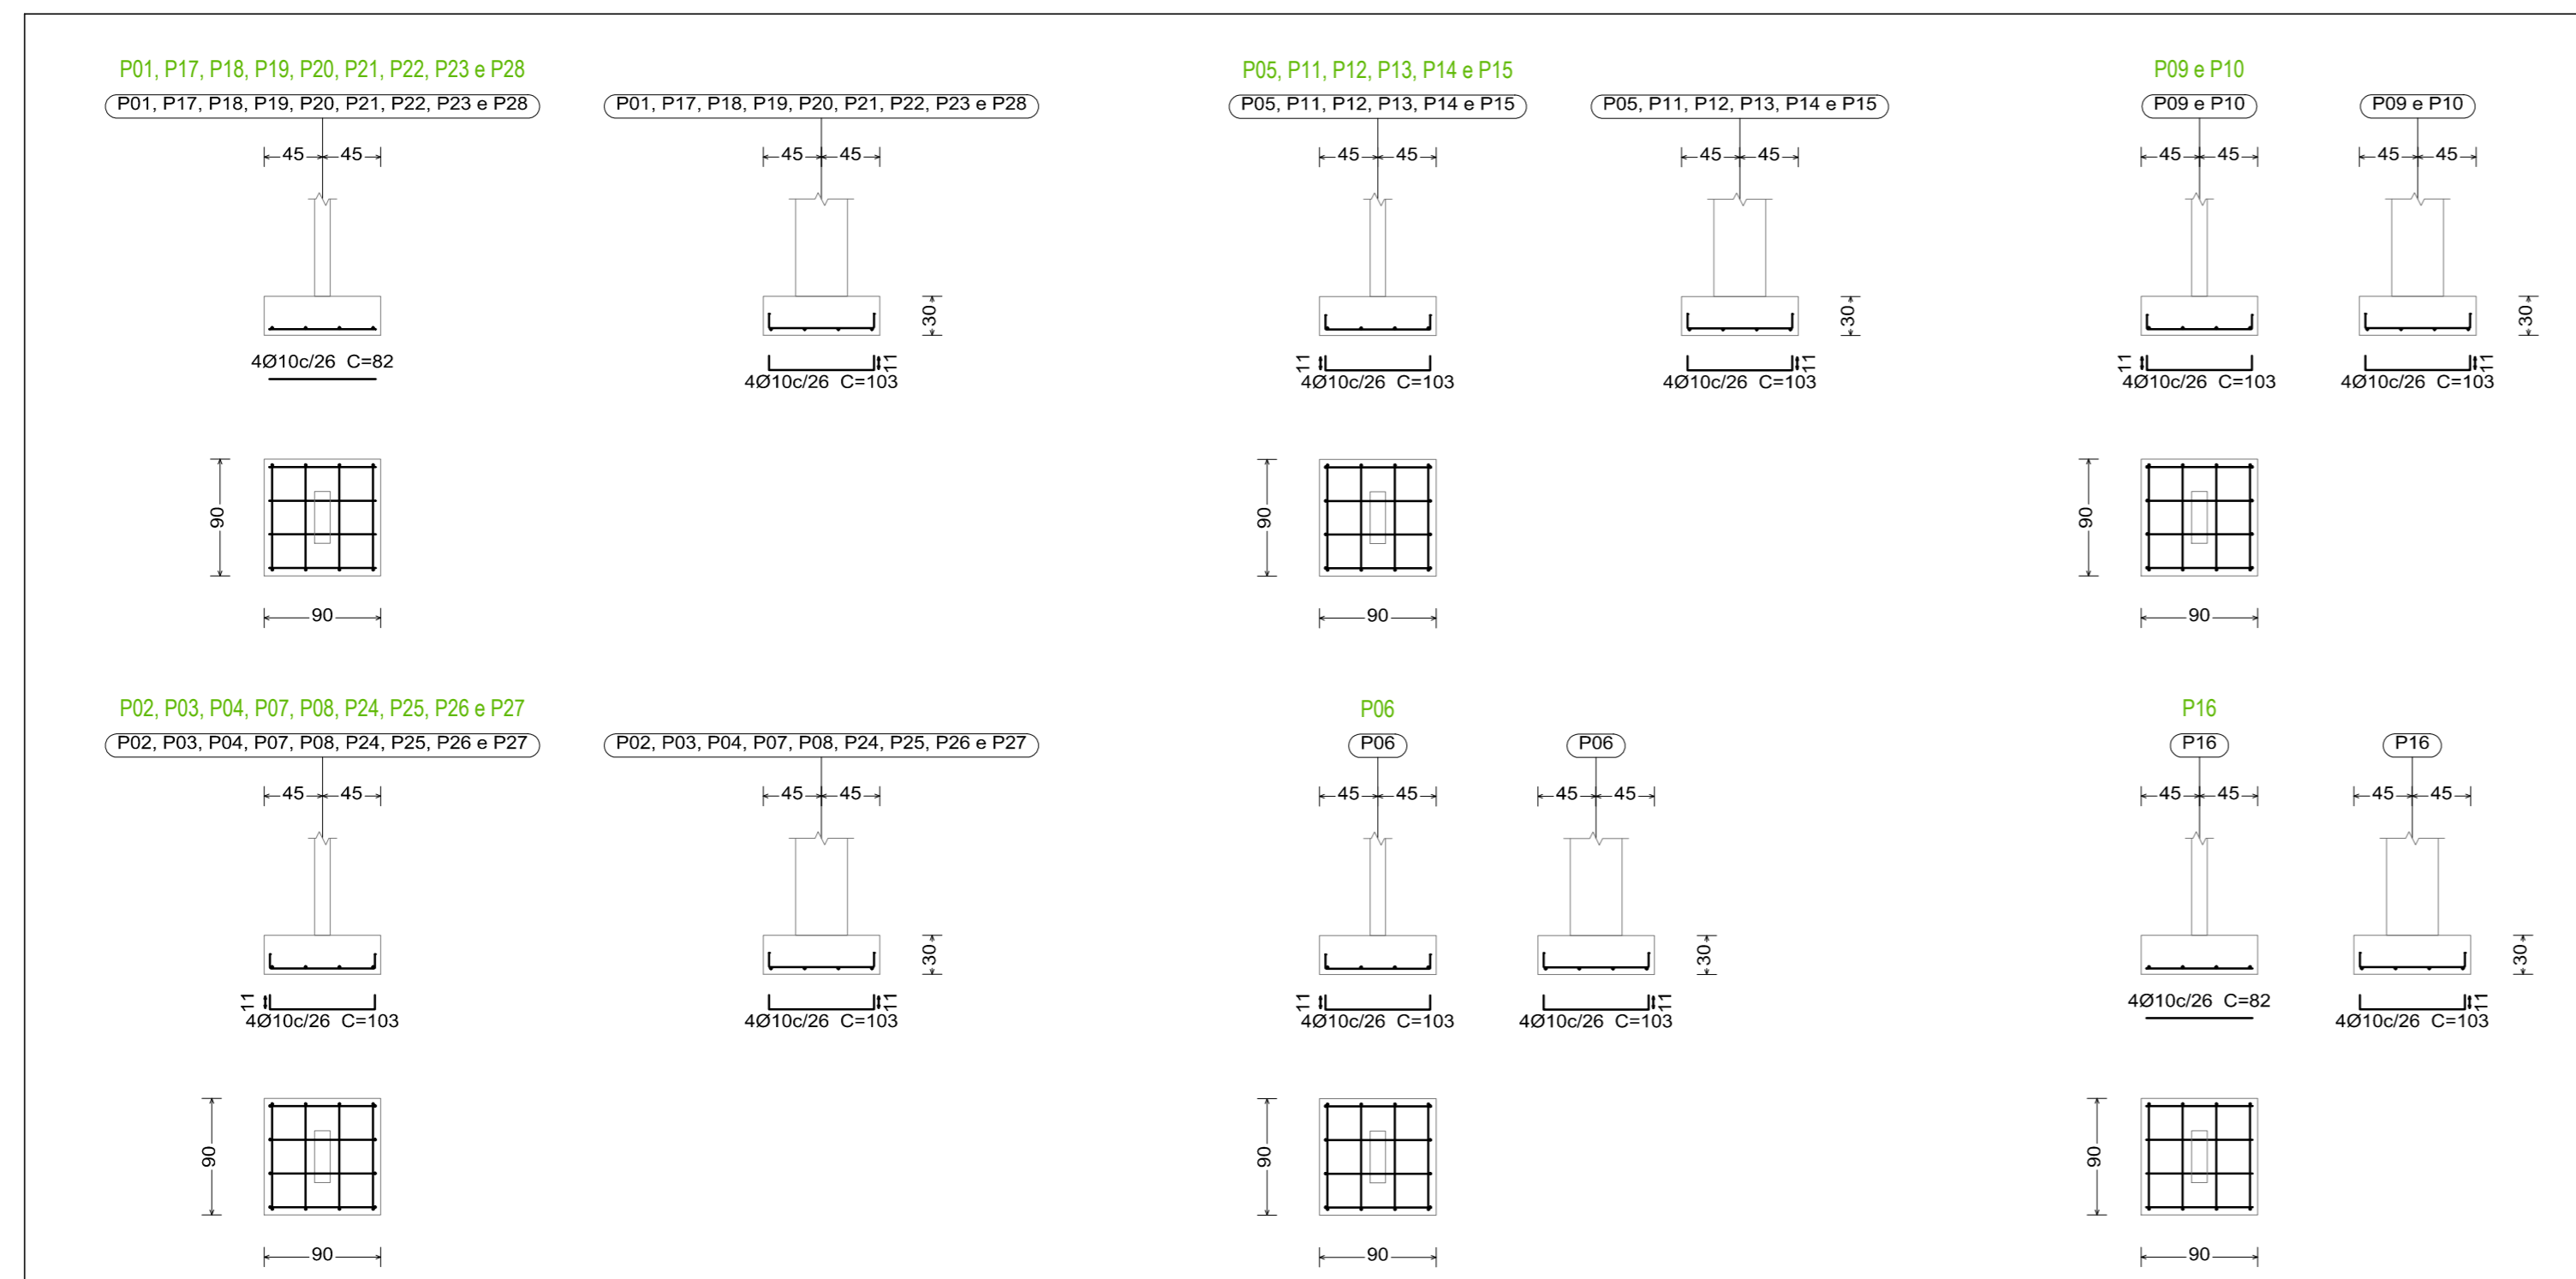 P01, P17, P18, P19, P20, P21, P22, P23 e P28
P01, P17, P18, P19, P20, P21, P22, P23 e P28
P01, P17, P18, P19, P20, P21, P22, P23 e P28
45 45
45 45
30
4Ø10c/26 C=82
11
4Ø10c/26 C=103
90
90
P05, P11, P12, P13, P14 e P15
P05, P11, P12, P13, P14 e P15
P05, P11, P12, P13, P14 e P15
45 45
45 45
30
11
4Ø10c/26 C=103
11
4Ø10c/26 C=103
90
90
P09 e P10
P09 e P10
P09 e P10
45 45
45 45
30
11
4Ø10c/26 C=103
11
4Ø10c/26 C=103
90
90
P02, P03, P04, P07, P08, P24, P25, P26 e P27
P02, P03, P04, P07, P08, P24, P25, P26 e P27
P02, P03, P04, P07, P08, P24, P25, P26 e P27
45 45
45 45
30
11
4Ø10c/26 C=103
11
4Ø10c/26 C=103
90
90
P06
P06
P06
45 45
45 45
30
11
4Ø10c/26 C=103
11
4Ø10c/26 C=103
90
90
P16
P16
P16
45 45
45 45
30
4Ø10c/26 C=82
11
4Ø10c/26 C=103
90
90